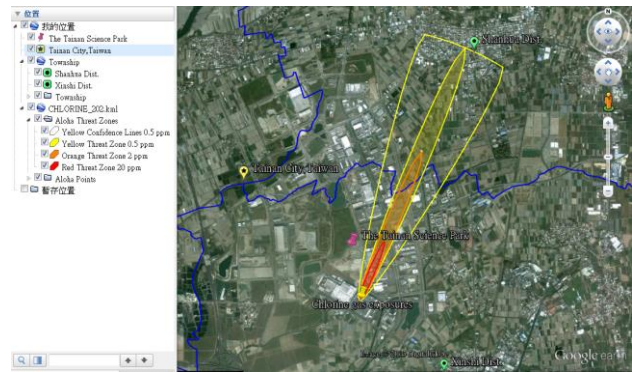 位置
我的位置
The Tainan Science Park
Tainan City,Taiwan
Township
Shanhua Dist.
Xinshi Dist.
Township
CHLORINE_202.kml
Aloha Threat Zones
Yellow Confidence Lines 0.5 ppm
Yellow Threat Zone 0.5 ppm
Orange Threat Zone 2 ppm
Red Threat Zone 20 ppm
Aloha Points
暫存位置
N
Shanhua Dist.
Tainan City,Taiwan
The Tainan Science Park
Chlorine gas exposures
Xinshi Dist.
Google earth